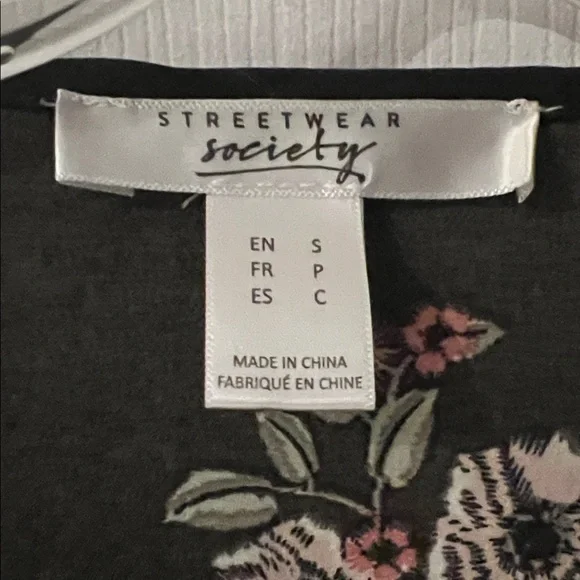 STREETWEAR
society
EN S
FR P
ES C
MADE IN CHINA
FABRIQUÉ EN CHINE